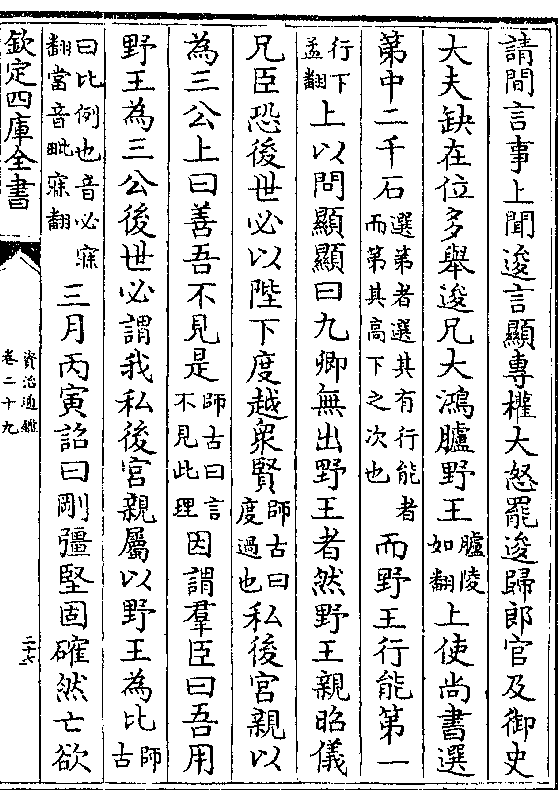 請間言事上聞逡言顯專權大怒罷逡歸郎官及御史
大夫缺在位多舉逡兄大鴻臚野王臚陵如翻上使尚書選
第中二千石選第者選其有行能者而第其高下之次也而野王行能第一
行下孟翻上以問顯顯曰九卿無出野王者然野王親昭儀
兄臣恐後世必以陛下度越衆賢師古曰度過也私後宮親以
為三公上曰善吾不見是師古曰言不見此理因謂羣臣曰吾用
野王為三公後世必謂我私後宮親屬以野王為比師古
曰比例也音必寐翻當音毗寐翻三月丙寅詔曰剛彊堅固確然亡欲
欽定四庫全書
資治通鑑
卷二十九
二十六